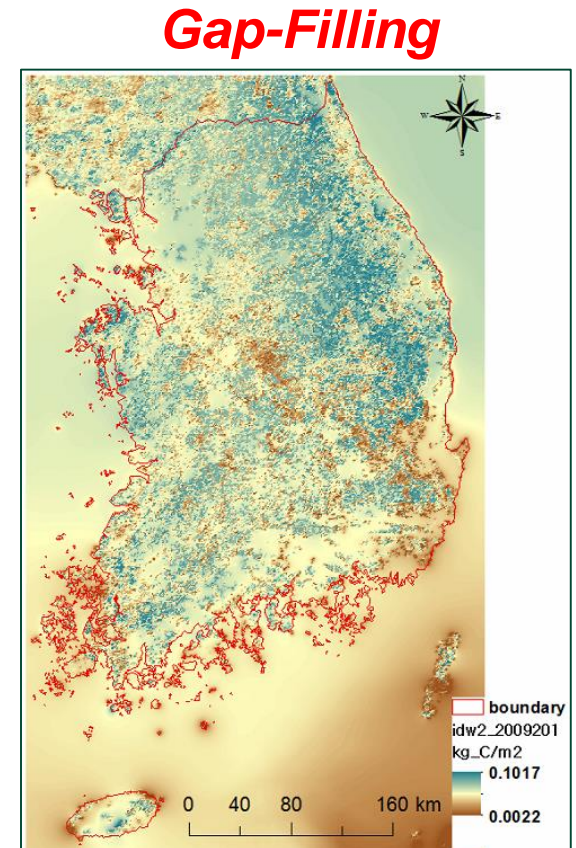 Gap-Filling
N
W E
S
boundary
idw2_2009201
kg_C/m2
0.1017
0.0022
0 40 80 160 km